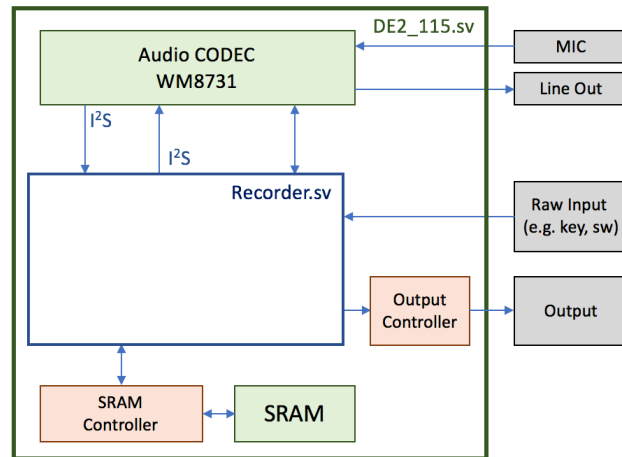 DE2_115.sv
Audio CODEC
WM8731
MIC
Line Out
I²S
I²S
Recorder.sv
Raw Input
(e.g. key, sw)
Output
Controller
Output
SRAM
Controller
SRAM